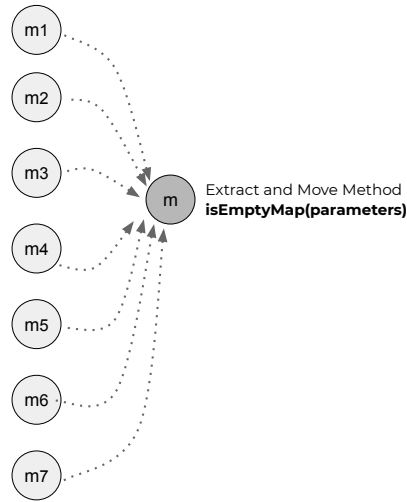 m1
m2
m3
m
Extract and Move Method
isEmptyMap(parameters)
m4
m5
m6
m7